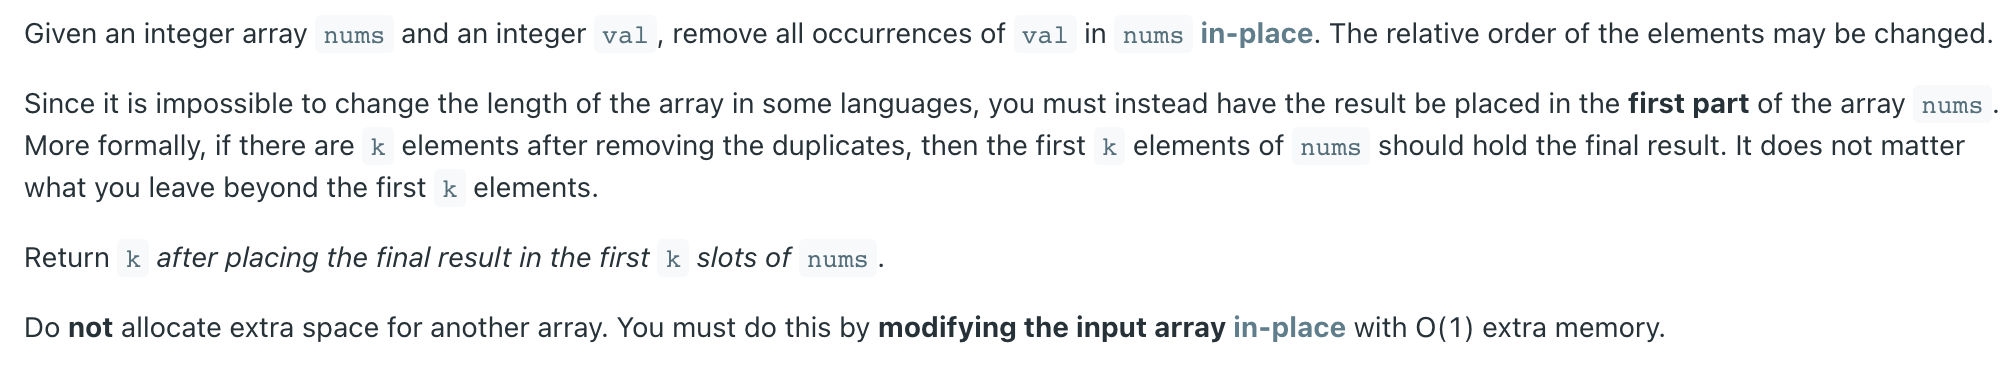 Given an integer array nums and an integer val, remove all occurrences of val in nums in-place. The relative order of the elements may be changed.
Since it is impossible to change the length of the array in some languages, you must instead have the result be placed in the first part of the array nums.
More formally, if there are k elements after removing the duplicates, then the first k elements of nums should hold the final result. It does not matter
what you leave beyond the first k elements.
Return k after placing the final result in the first k slots of nums.
Do not allocate extra space for another array. You must do this by modifying the input array in-place with O(1) extra memory.